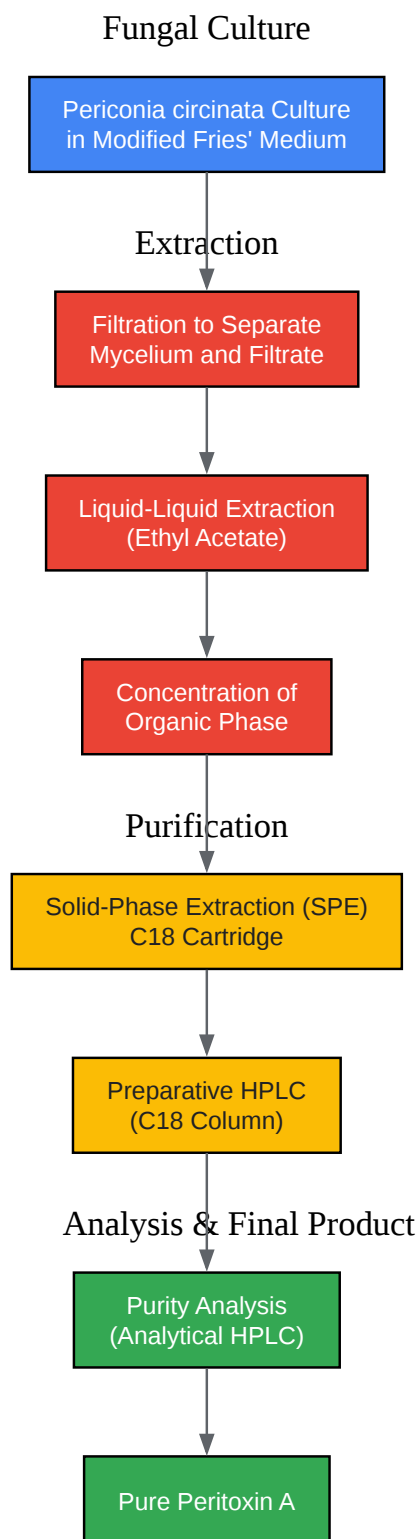 Fungal Culture
Periconia circinata Culture
in Modified Fries' Medium
Extraction
Filtration to Separate
Mycelium and Filtrate
Liquid-Liquid Extraction
(Ethyl Acetate)
Concentration of
Organic Phase
Purification
Solid-Phase Extraction (SPE)
C18 Cartridge
Preparative HPLC
(C18 Column)
Analysis & Final Product
Purity Analysis
(Analytical HPLC)
Pure Peritoxin A